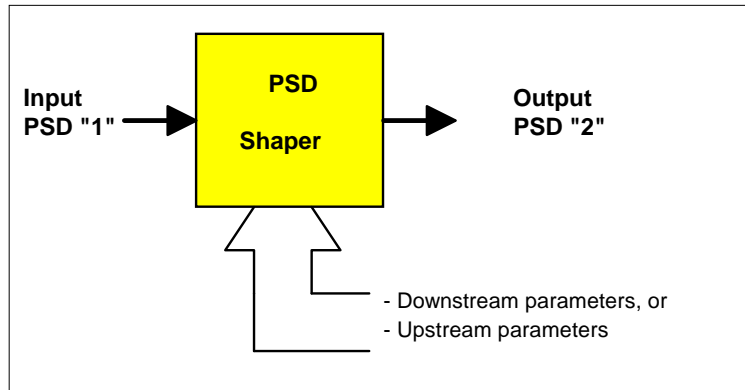 PSD
Shaper
Input
PSD "1"
Output
PSD "2"
- Downstream parameters, or
- Upstream parameters